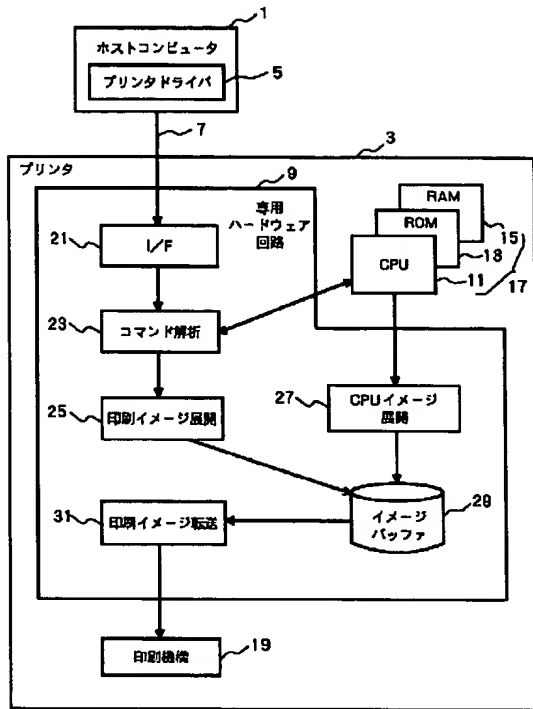 1
ホストコンピュータ
プリンタドライバ
5
7
3
プリンタ
9
専用
ハードウェア
回路
RAM
ROM
CPU
15
13
11
17
21
I/F
23
コマンド解析
25
印刷イメージ展開
27
CPUイメージ
展開
31
印刷イメージ転送
イメージ
バッファ
29
印刷機構
19